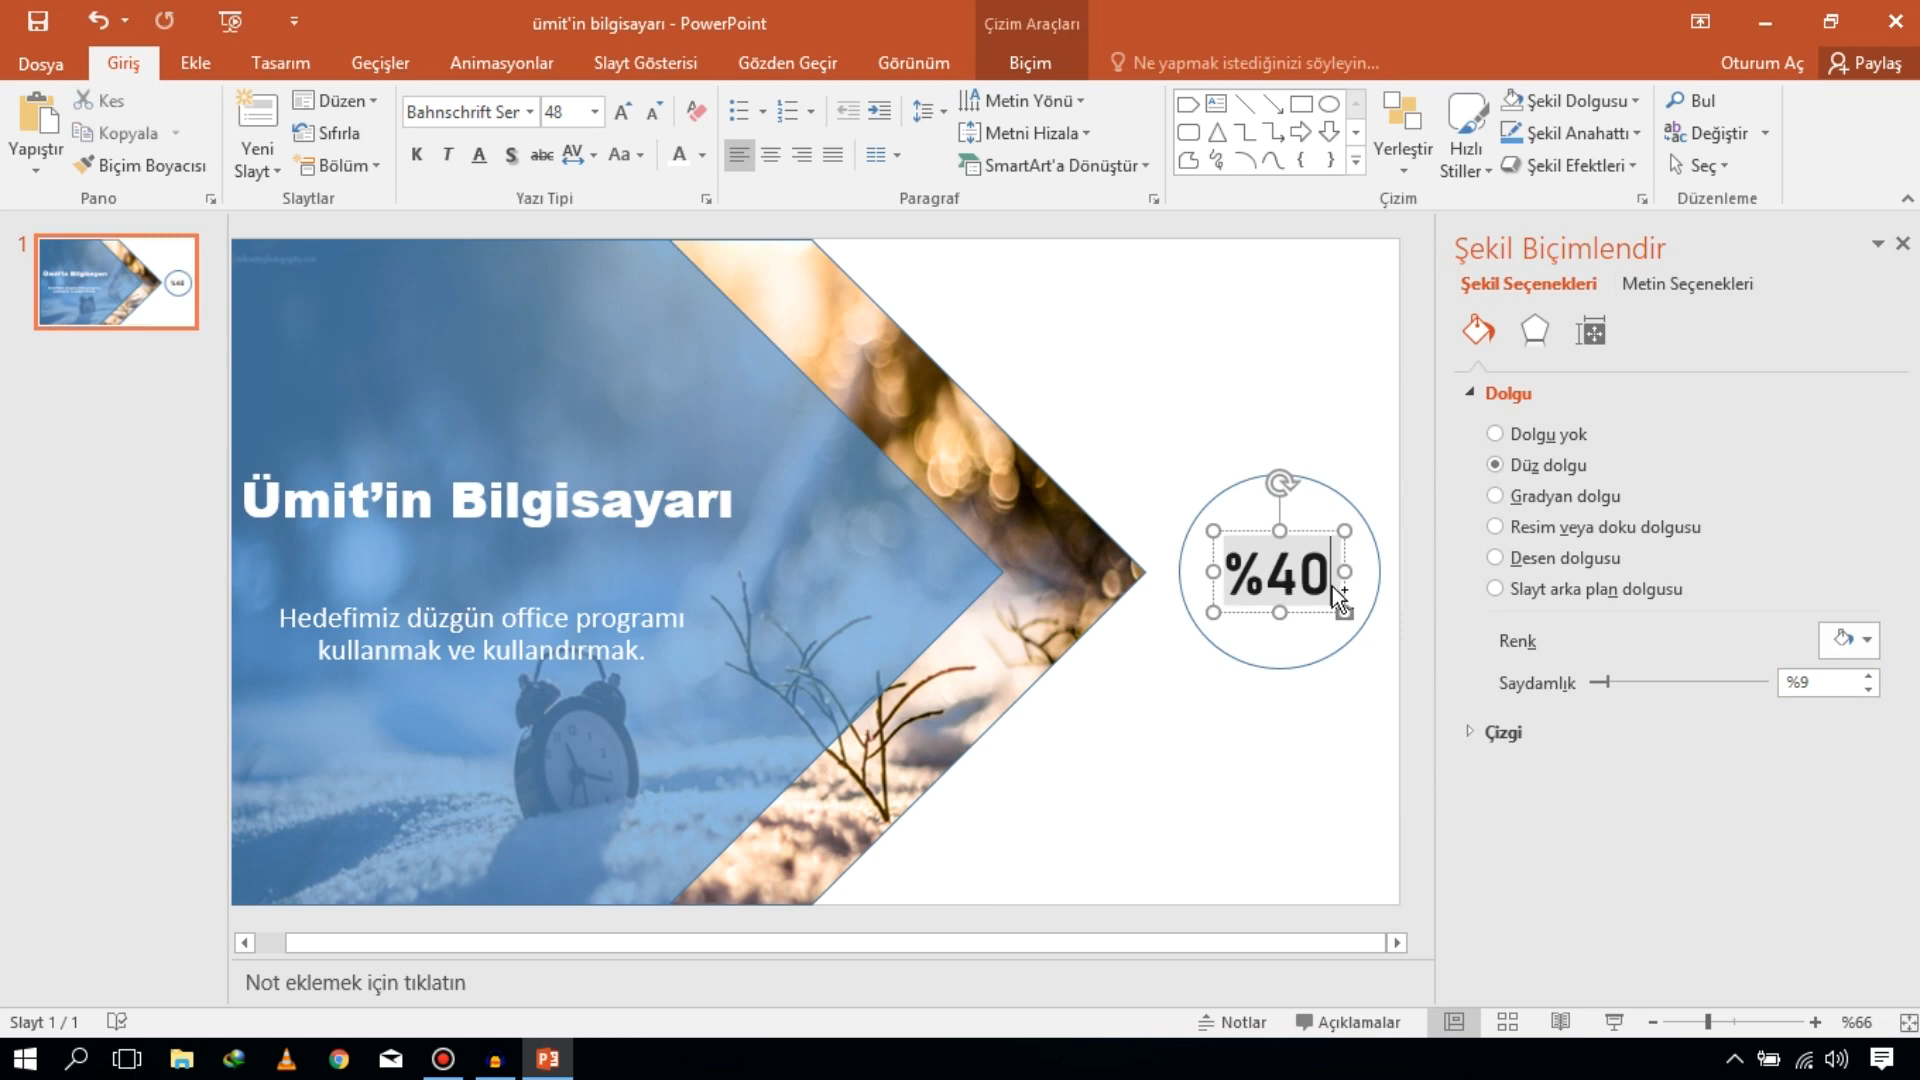 ümit'in bilgisayarı - PowerPoint
Çizim Araçları
Dosya
Giriş
Ekle
Tasarım
Geçişler
Animasyonlar
Slayt Gösterisi
Gözden Geçir
Görünüm
Biçim
Ne yapmak istediğinizi söyleyin...
Oturum Aç
Paylaş
Yapıştır
Kes
Kopyala
Biçim Boyacısı
Pano
Yeni
Slayt
Düzen
Sıfırla
Bölüm
Slaytlar
Bahnschrift Ser
48
K
T
A
S
abc
AV
Aa
A
Yazı Tipi
Metin Yönü
Metni Hizala
SmartArt'a Dönüştür
Paragraf
Yerleştir
Hızlı
Stiller
Şekil Dolgusu
Şekil Anahattı
Şekil Efektleri
Çizim
Bul
Değiştir
Seç
Düzenleme
1
Ümit’in Bilgisayarı
Hedefimiz düzgün office programı
kullanmak ve kullandırmak.
%40
Şekil Biçimlendir
Şekil Seçenekleri
Metin Seçenekleri
Dolgu
Dolgu yok
Düz dolgu
Gradyan dolgu
Resim veya doku dolgusu
Desen dolgusu
Slayt arka plan dolgusu
Renk
Saydamlık
%9
Çizgi
Not eklemek için tıklatın
Slayt 1 / 1
Notlar
Açıklamalar
%66